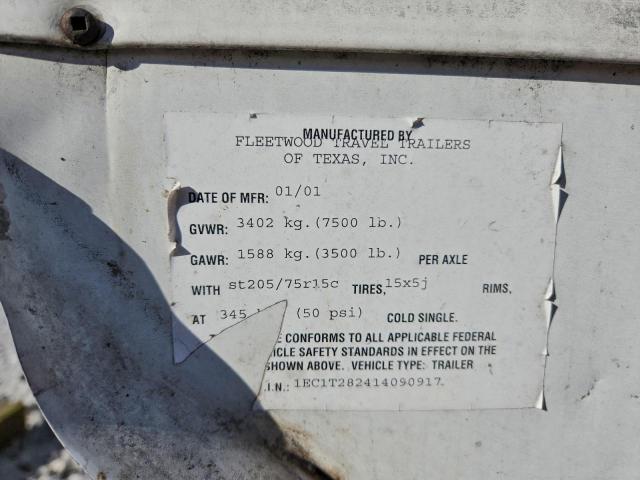 MANUFACTURED BY
FLEETWOOD TRAVEL TRAILERS
OF TEXAS, INC.
DATE OF MFR: 01/01
GVWR: 3402 kg.(7500 lb.)
GAWR: 1588 kg.(3500 lb.) PER AXLE
WITH st205/75r15c TIRES, 15x5j RIMS,
AT 345 (50 psi) COLD SINGLE.
E CONFORMS TO ALL APPLICABLE FEDERAL
ICLE SAFETY STANDARDS IN EFFECT ON THE
SHOWN ABOVE. VEHICLE TYPE: TRAILER
.I.N.: 1EC1T282414090917